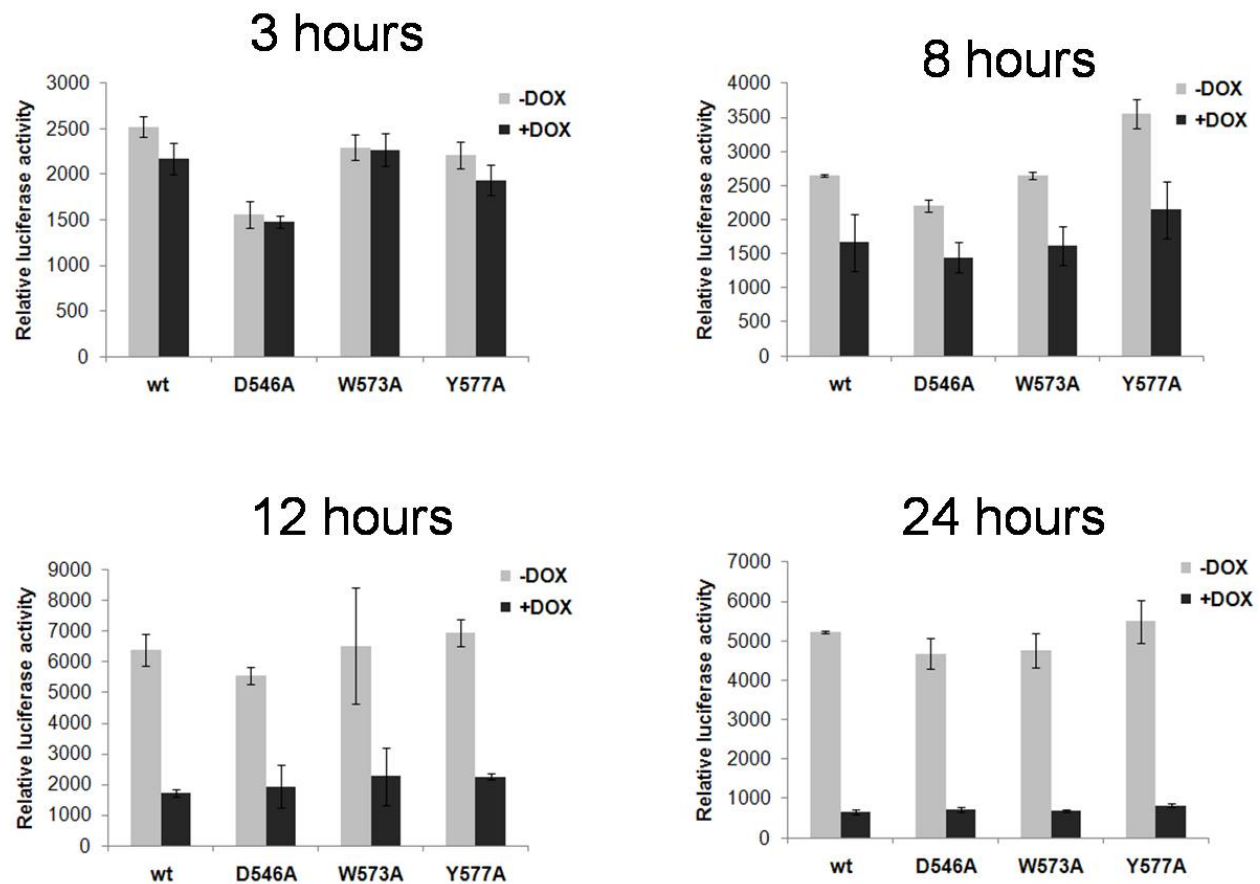 3 hours
Relative luciferase activity
3000
2500
2000
1500
1000
500
0
-DOX
+DOX
wt D546A W573A Y577A
8 hours
Relative luciferase activity
4000
3500
3000
2500
2000
1500
1000
500
0
-DOX
+DOX
wt D546A W573A Y577A
12 hours
Relative luciferase activity
9000
8000
7000
6000
5000
4000
3000
2000
1000
0
-DOX
+DOX
wt D546A W573A Y577A
24 hours
Relative luciferase activity
7000
6000
5000
4000
3000
2000
1000
0
-DOX
+DOX
wt D546A W573A Y577A